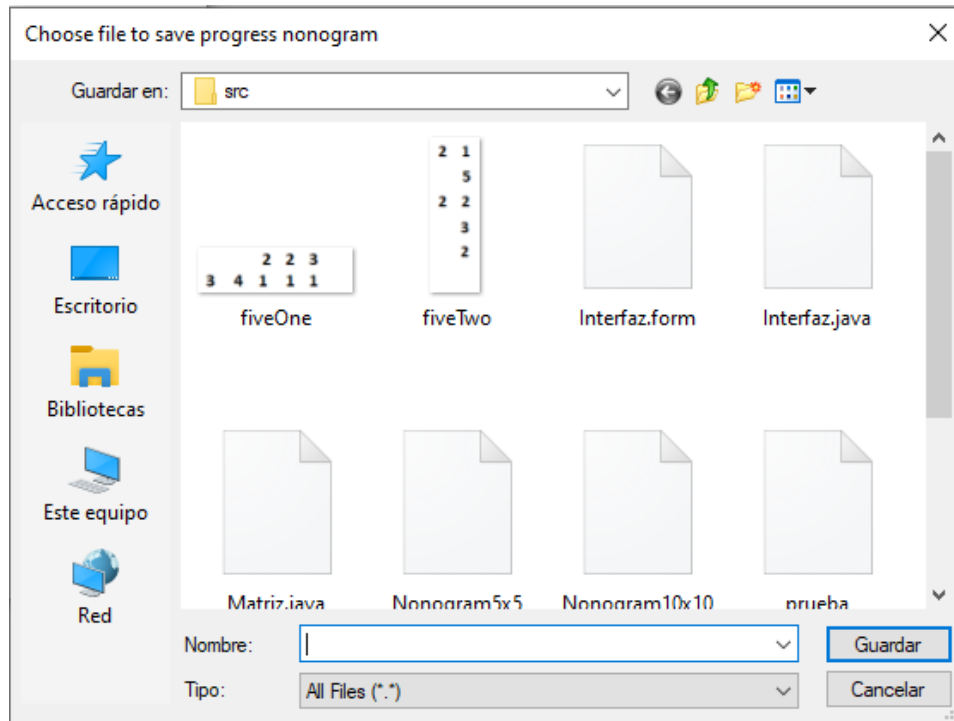 Choose file to save progress nonogram
Guardar en:
src
Acceso rápido
Escritorio
Bibliotecas
Este equipo
Red
2 2 3
3 4 1 1 1
fiveOne
2 1
5
2 2
3
2
fiveTwo
Interfaz.form
Interfaz.java
Matriz.java
Nonogram5x5
Nonogram10x10
prueba
Nombre:
Guardar
Tipo:
All Files (*.*)
Cancelar